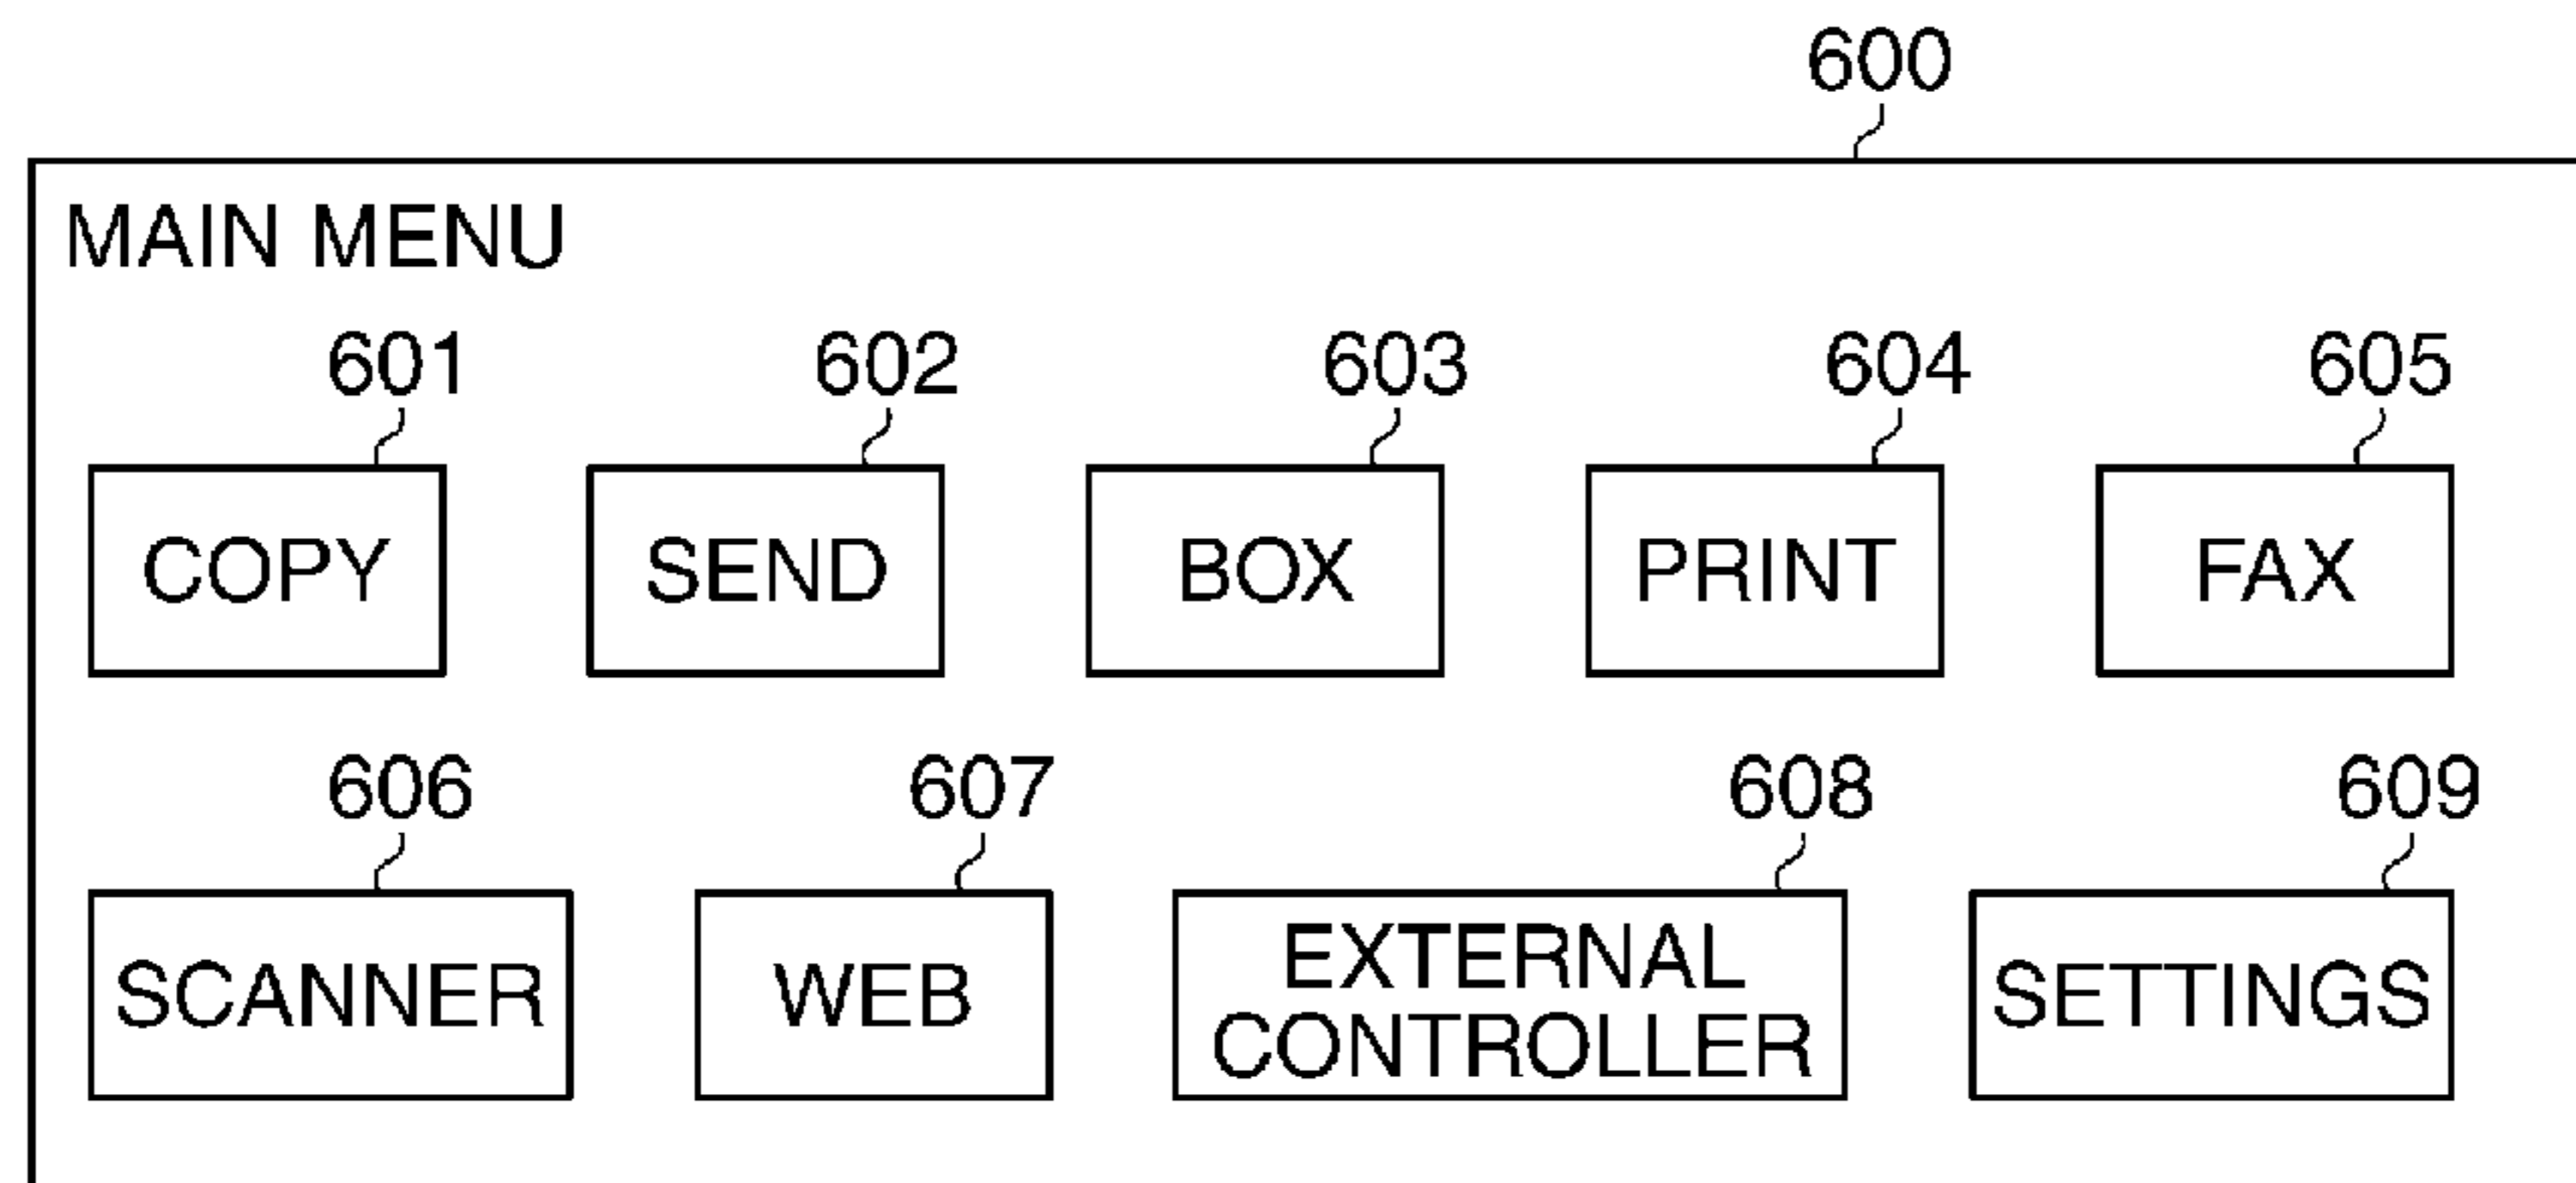 600
MAIN MENU
601 602 603 604 605
COPY SEND BOX PRINT FAX
606 607 608 609
SCANNER WEB EXTERNAL CONTROLLER SETTINGS